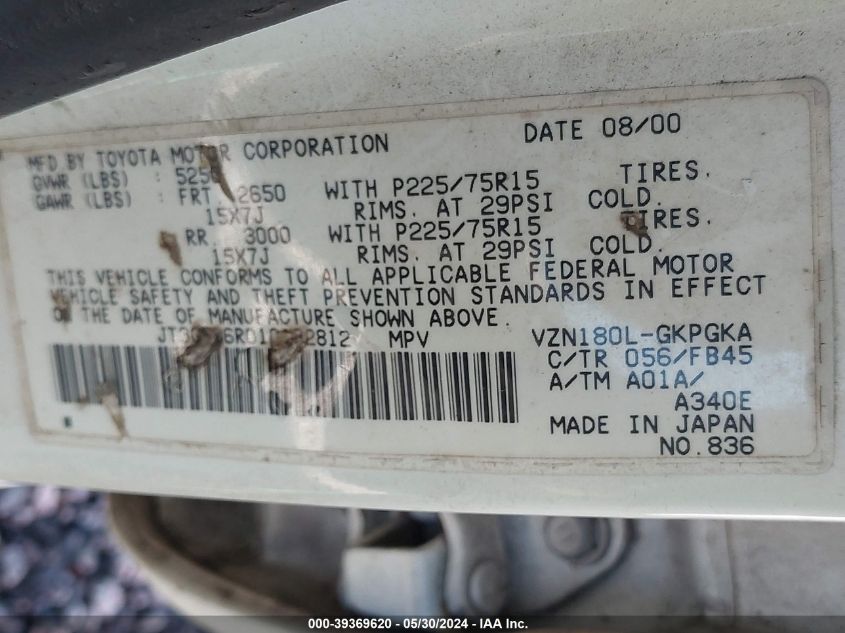 MFD BY TOYOTA MOTOR CORPORATION DATE 08/00
GVWR (LBS) : TIRES.
GAWR (LBS) : FRT. 2650 WITH P225/75R15 COLD.
15X7J RIMS. AT 29PSI TIRES.
RR. 3000 WITH P225/75R15 COLD.
15X7J RIMS. AT 29PSI
THIS VEHICLE CONFORMS TO ALL APPLICABLE FEDERAL MOTOR
VEHICLE SAFETY AND THEFT PREVENTION STANDARDS IN EFFECT
ON THE DATE OF MANUFACTURE SHOWN ABOVE.
MPV VZN180L-GKPGKA
C/TR 056/FB45
A/TM A01A/
A340E
MADE IN JAPAN
NO.836
000-39369620 - 05/30/2024 - IAA Inc.